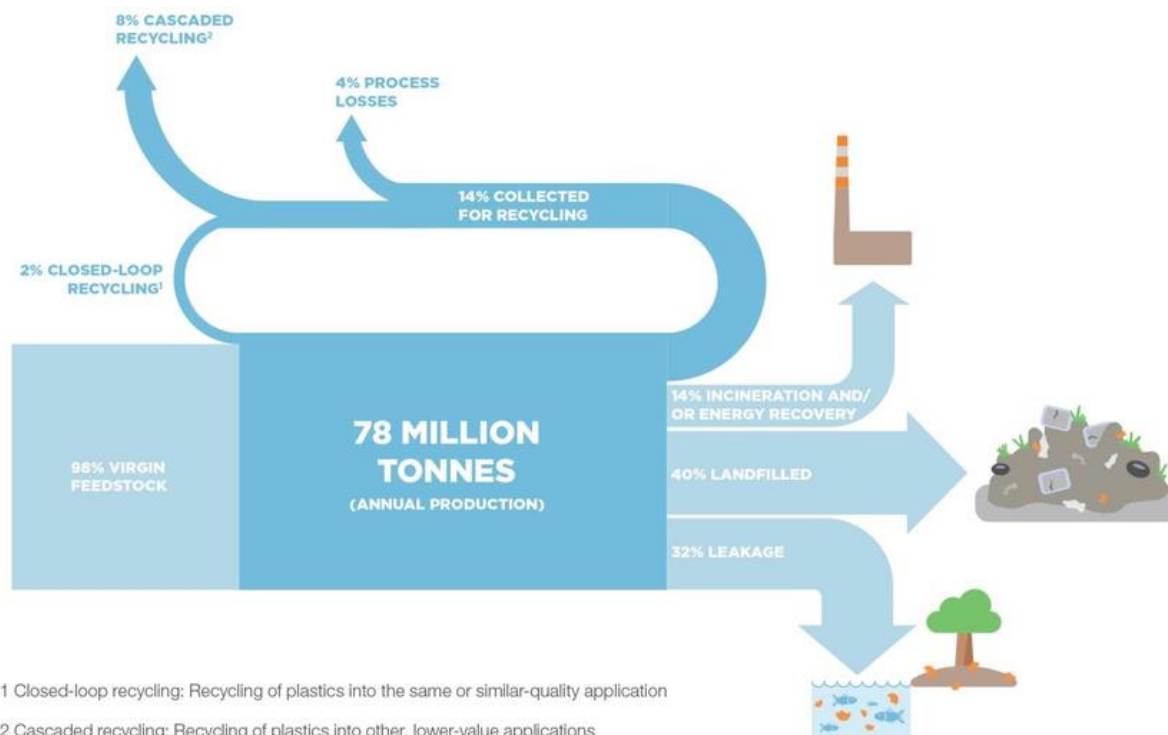 8% CASCADED
RECYCLING²
4% PROCESS
LOSSES
14% COLLECTED
FOR RECYCLING
2% CLOSED-LOOP
RECYCLING¹
14% INCINERATION AND/
OR ENERGY RECOVERY
78 MILLION
TONNES
(ANNUAL PRODUCTION)
98% VIRGIN
FEEDSTOCK
40% LANDFILLED
32% LEAKAGE
1 Closed-loop recycling: Recycling of plastics into the same or similar-quality application
2 Cascaded recycling: Recycling of plastics into other, lower-value applications